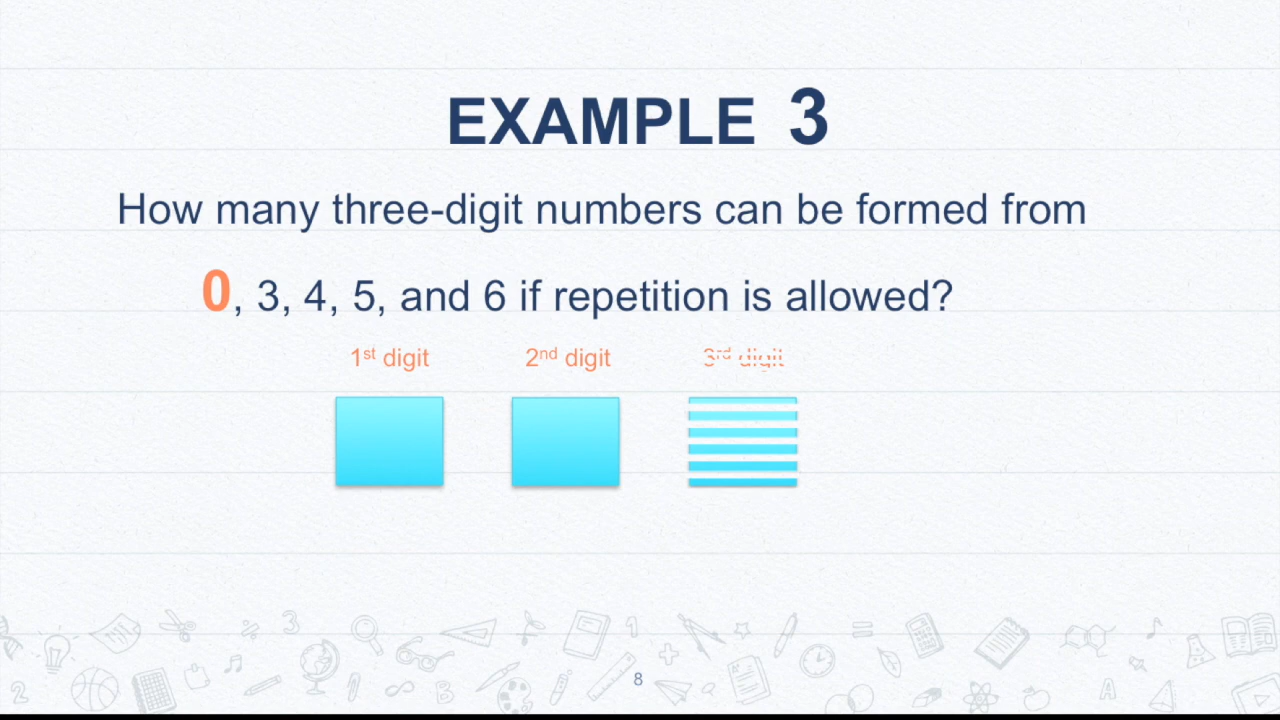 EXAMPLE 3
How many three-digit numbers can be formed from
0, 3, 4, 5, and 6 if repetition is allowed?
1st digit 2nd digit 3rd digit
8